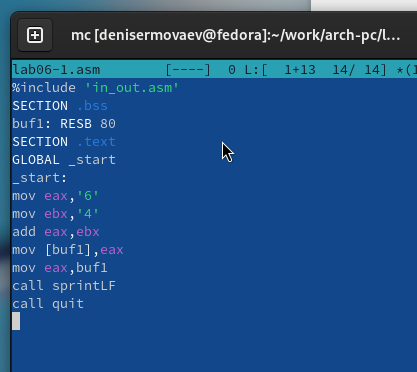 mc [denisermovaev@fedora]:~/work/arch-pc/l...
lab06-1.asm [----] 0 L:[ 1+13 14/ 14] *(1
%include 'in_out.asm'
SECTION .bss
buf1: RESB 80
SECTION .text
GLOBAL _start
_start:
mov eax,'6'
mov ebx,'4'
add eax,ebx
mov [buf1],eax
mov eax,buf1
call sprintLF
call quit